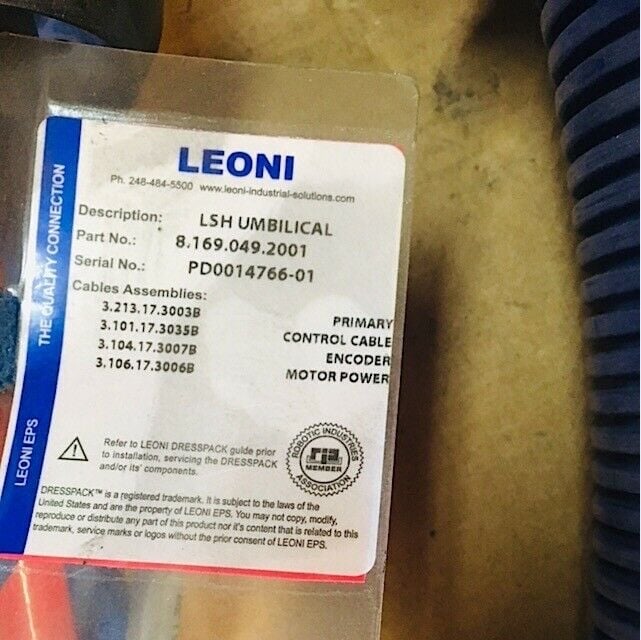 LEONI
Ph. 248-484-5500 www.leoni-industrial-solutions.com
Description: LSH UMBILICAL
Part No.: 8.169.049.2001
Serial No.: PD0014766-01
Cables Assemblies:
3.213.17.3003B PRIMARY
3.101.17.3035B CONTROL CABLE
3.104.17.3007B ENCODER
3.106.17.3006B MOTOR POWER
Refer to LEONI DRESSPACK guide prior
to installation, servicing the DRESSPACK
and/or its' components.
ROBOTIC INDUSTRIES
ria
MEMBER
ASSOCIATION
DRESSPACK™ is a registered trademark. It is subject to the laws of the
United States and are the property of LEONI EPS. You may not copy, modify,
reproduce or distribute any part of this product nor it's content that is related to this
trademark, service marks or logos without the prior consent of LEONI EPS.
THE QUALITY CONNECTION
LEONI EPS